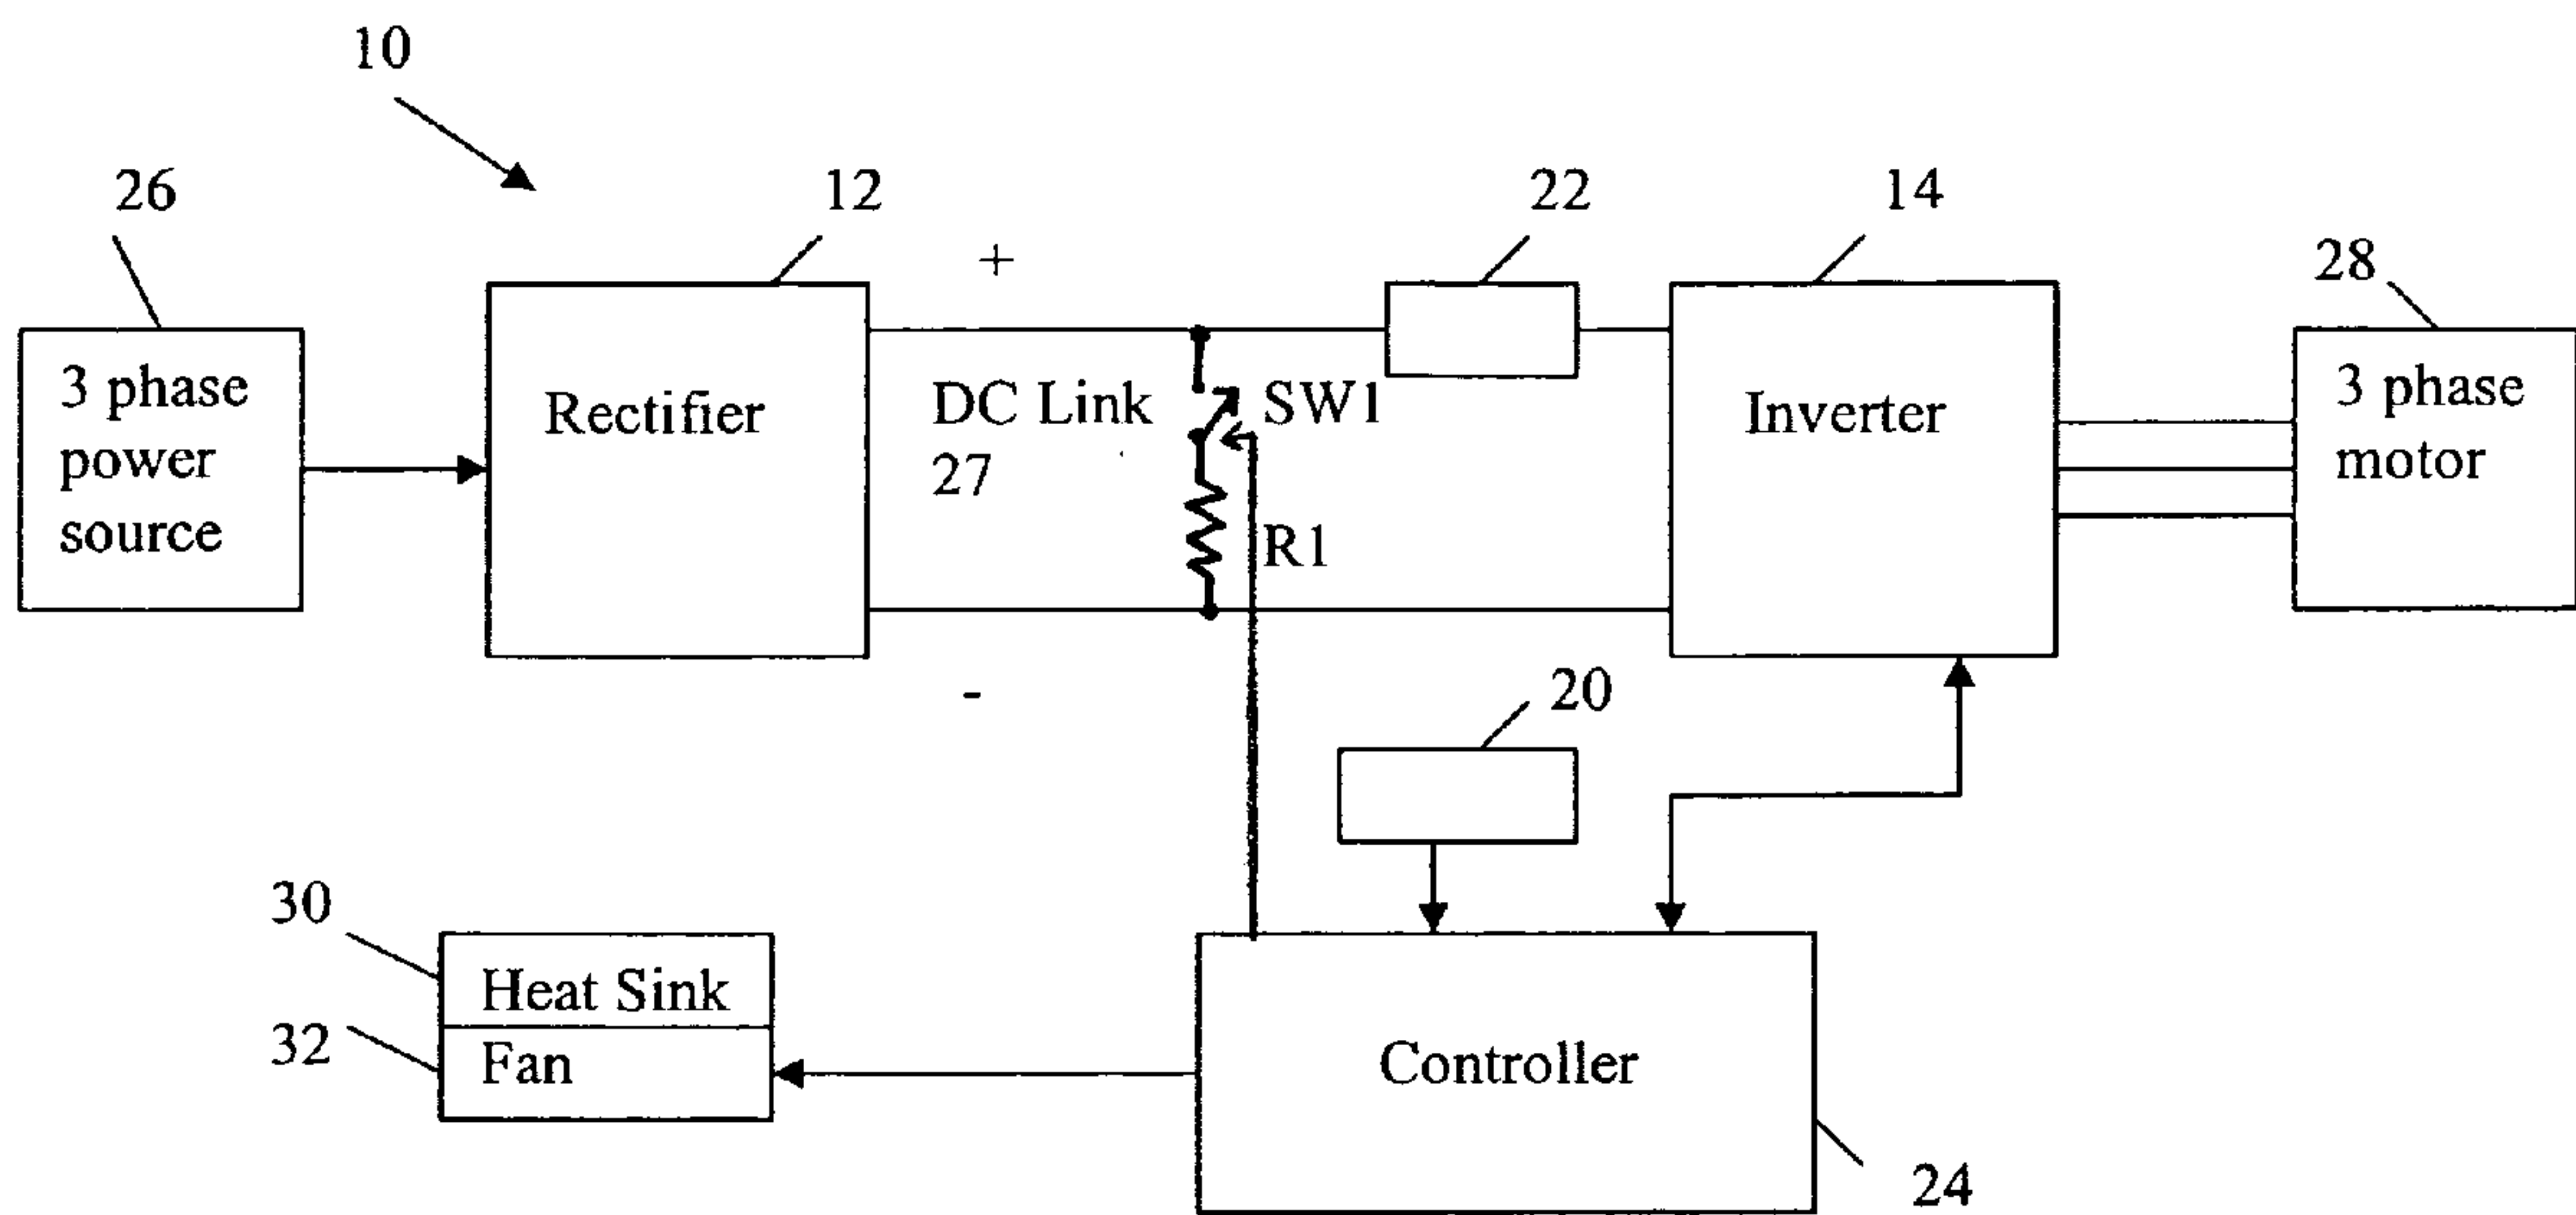 10
26
12
22
14
28
+
3 phase
power
source
Rectifier
DC Link
27
SW1
R1
Inverter
3 phase
motor
-
20
30
Heat Sink
32
Fan
Controller
24